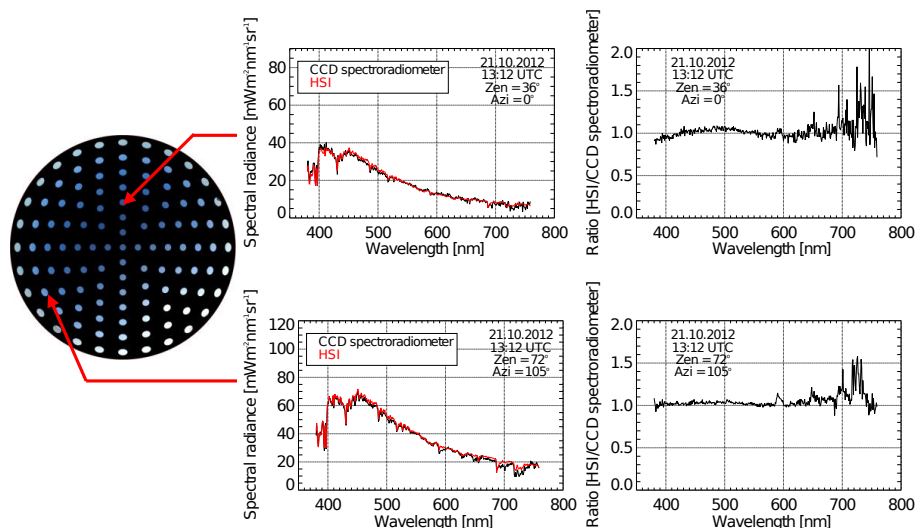 Spectral radiance [mWm⁻²nm⁻¹sr⁻¹]
80
60
40
20
0
CCD spectroradiometer
HSI
21.10.2012
13:12 UTC
Zen = 36°
Azi = 0°
400 500 600 700 800
Wavelength [nm]
Ratio [HSI/CCD spectroradiometer]
2.0
1.5
1.0
0.5
0.0
21.10.2012
13:12 UTC
Zen = 36°
Azi = 0°
400 500 600 700 800
Wavelength [nm]
Spectral radiance [mWm⁻²nm⁻¹sr⁻¹]
120
100
80
60
40
20
CCD spectroradiometer
HSI
21.10.2012
13:12 UTC
Zen = 72°
Azi = 105°
400 500 600 700 800
Wavelength [nm]
Ratio [HSI/CCD spectroradiometer]
2.0
1.5
1.0
0.5
0.0
21.10.2012
13:12 UTC
Zen = 72°
Azi = 105°
400 500 600 700 800
Wavelength [nm]